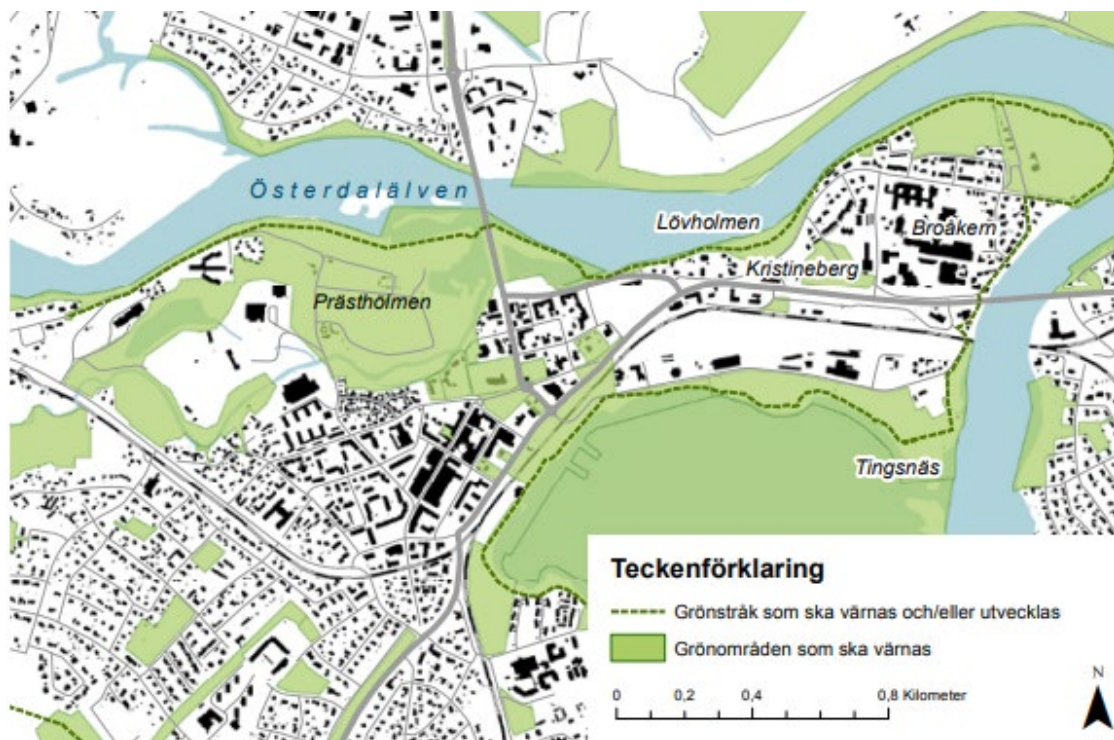 Österdalälven
Lövholmen
Broåkern
Kristineberg
Prästholmen
Tingsnäs
Teckenförklaring
Grönstråk som ska värnas och/eller utvecklas
Grönområden som ska värnas
0 0,2 0,4 0,8 Kilometer
N